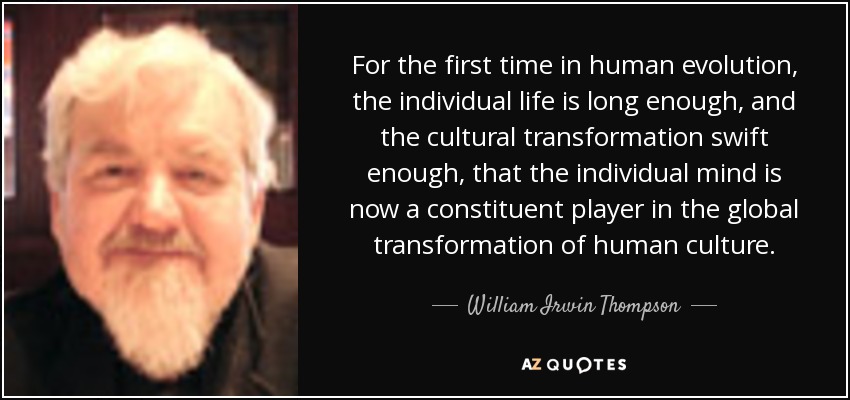 For the first time in human evolution,
the individual life is long enough, and
the cultural transformation swift
enough, that the individual mind is
now a constituent player in the global
transformation of human culture.
William Irwin Thompson
AZ QUOTES